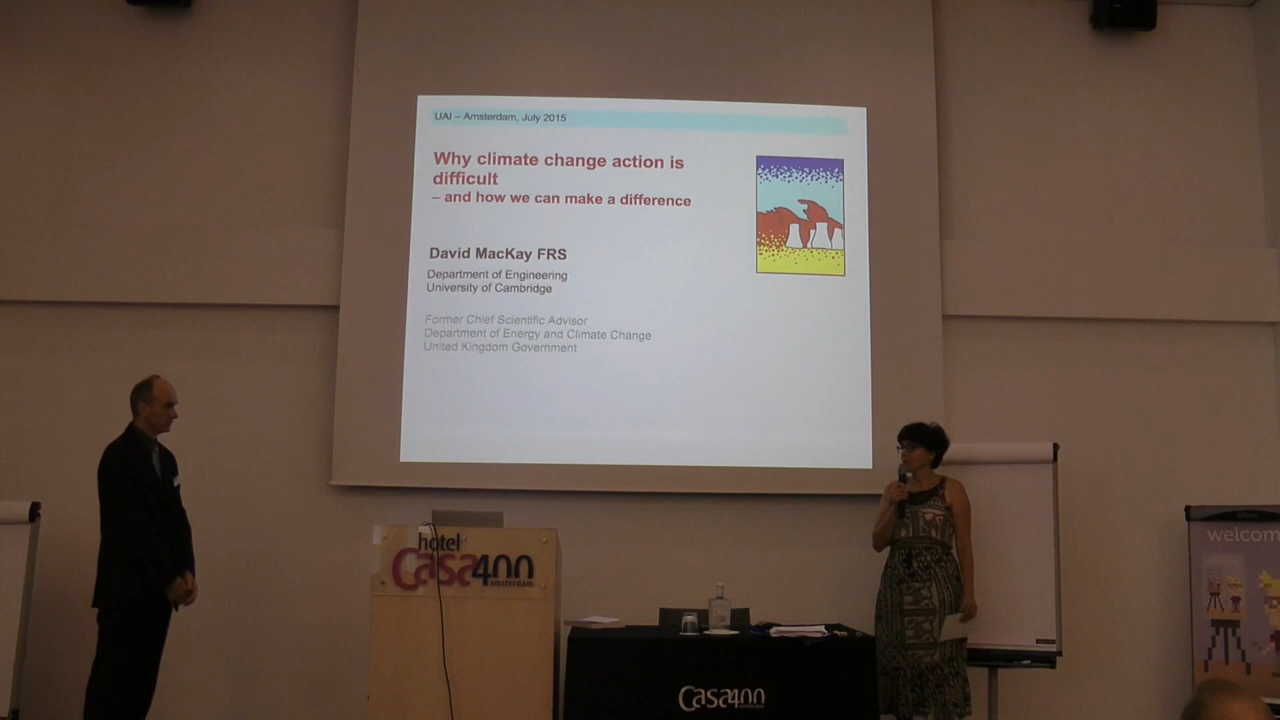 UAI – Amsterdam, July 2015
Why climate change action is
difficult
– and how we can make a difference
David MacKay FRS
Department of Engineering
University of Cambridge
Former Chief Scientific Advisor
Department of Energy and Climate Change
United Kingdom Government
hotel
Casa400
amsterdam
Casa400
amsterdam
welcom